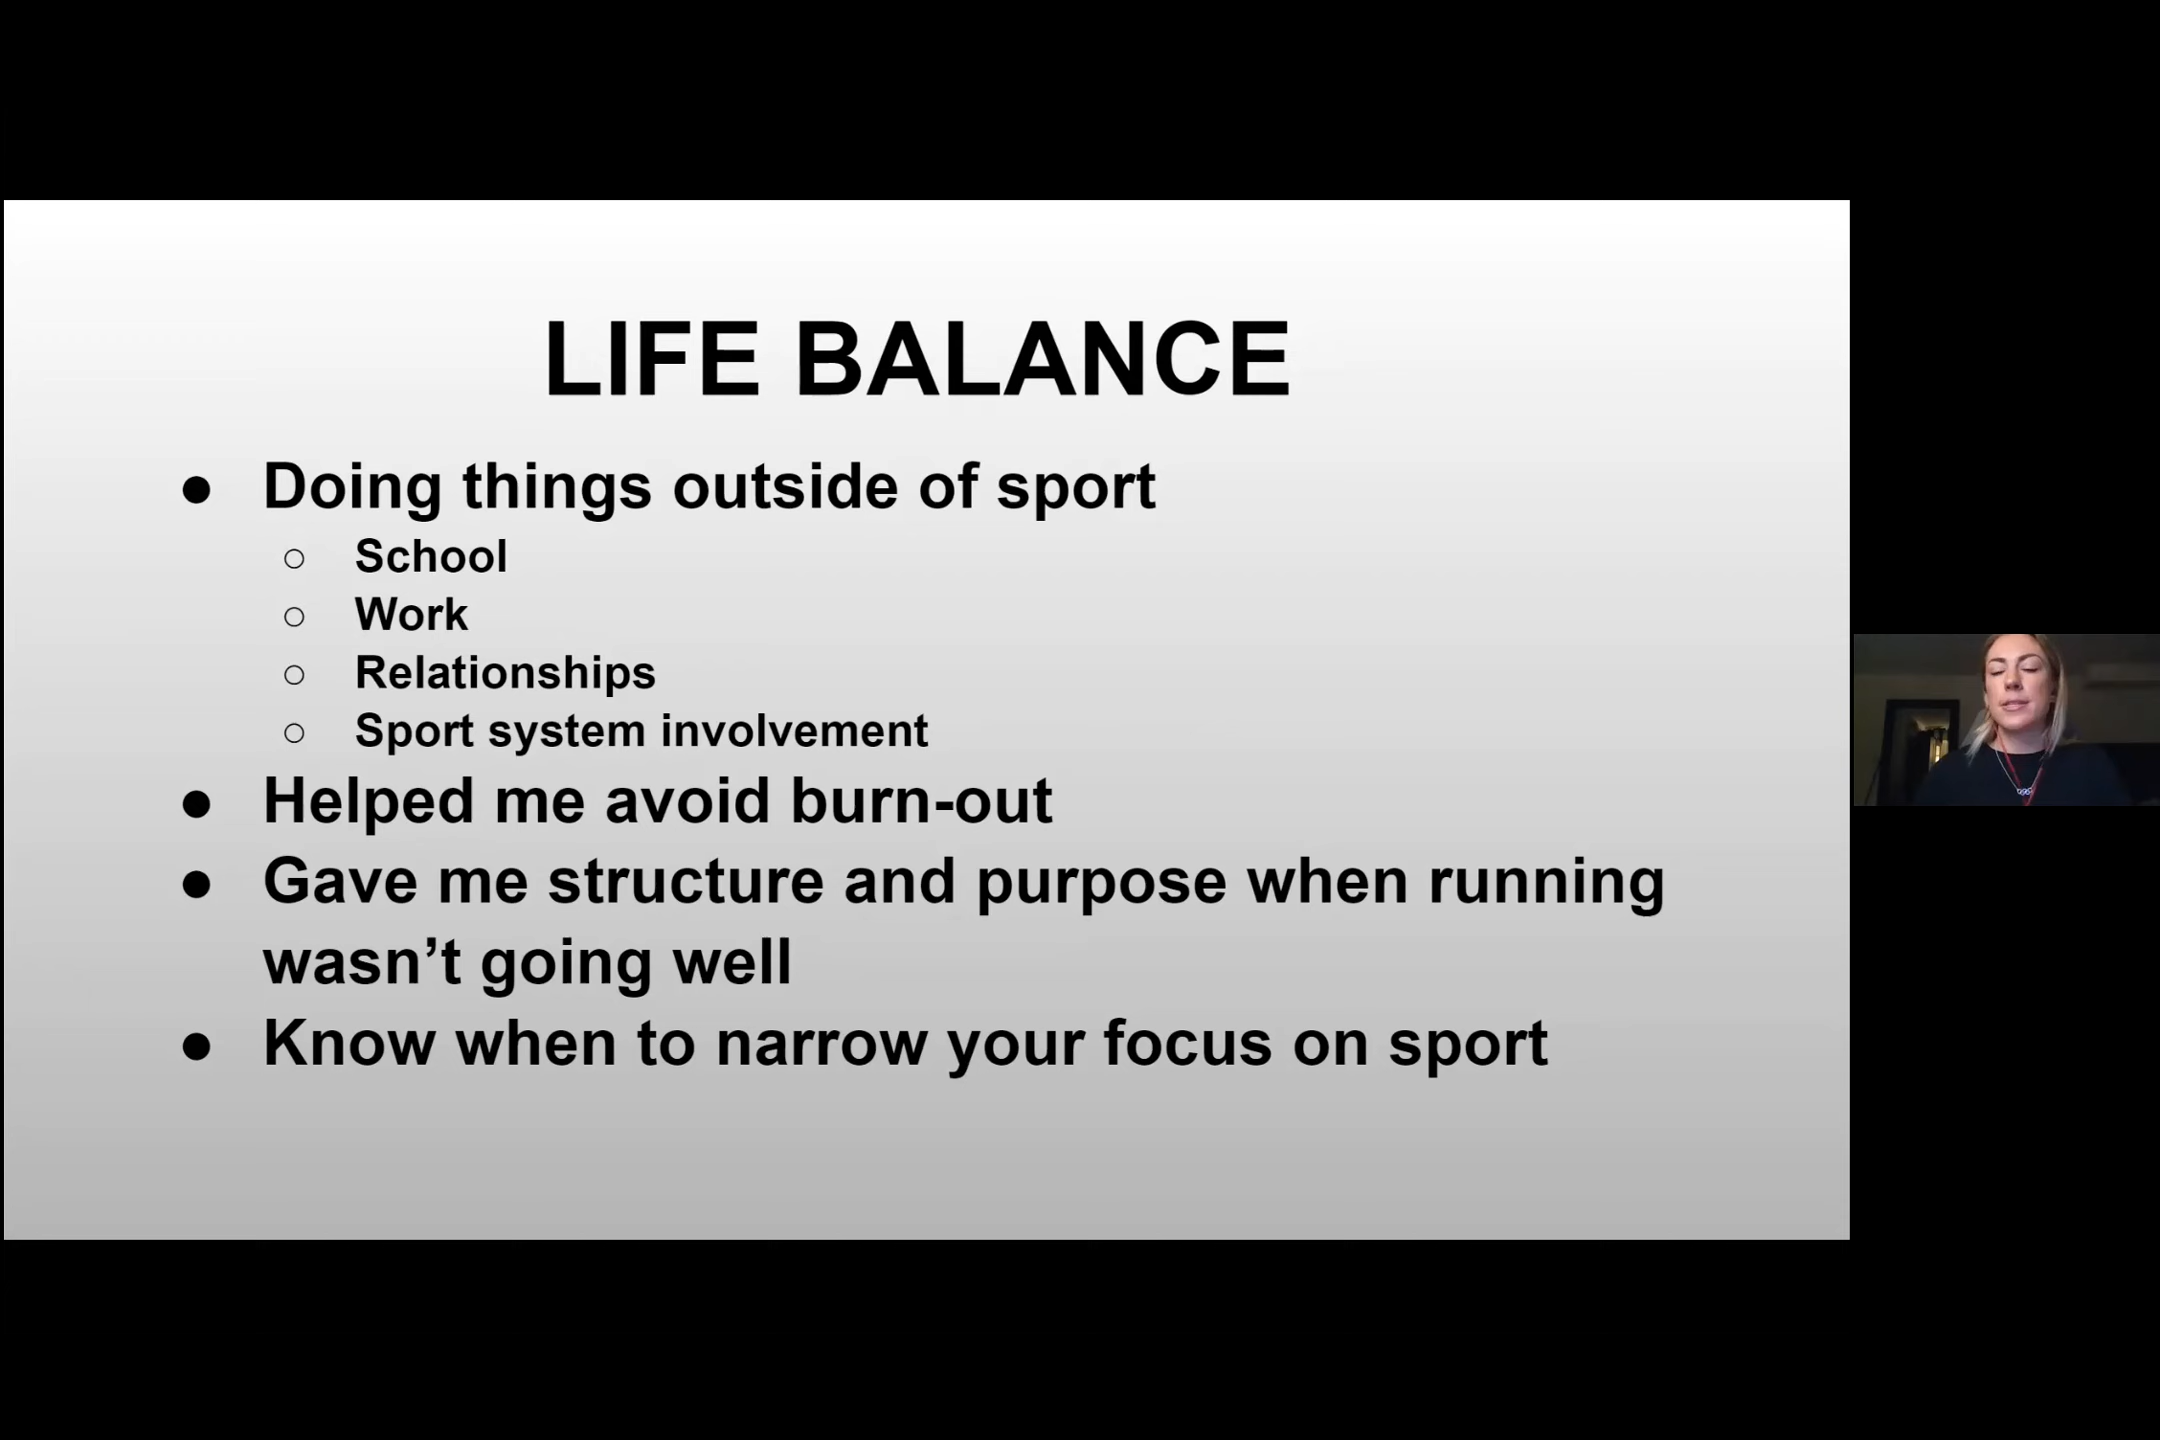 LIFE BALANCE
● Doing things outside of sport
○ School
○ Work
○ Relationships
○ Sport system involvement
● Helped me avoid burn-out
● Gave me structure and purpose when running
wasn’t going well
● Know when to narrow your focus on sport